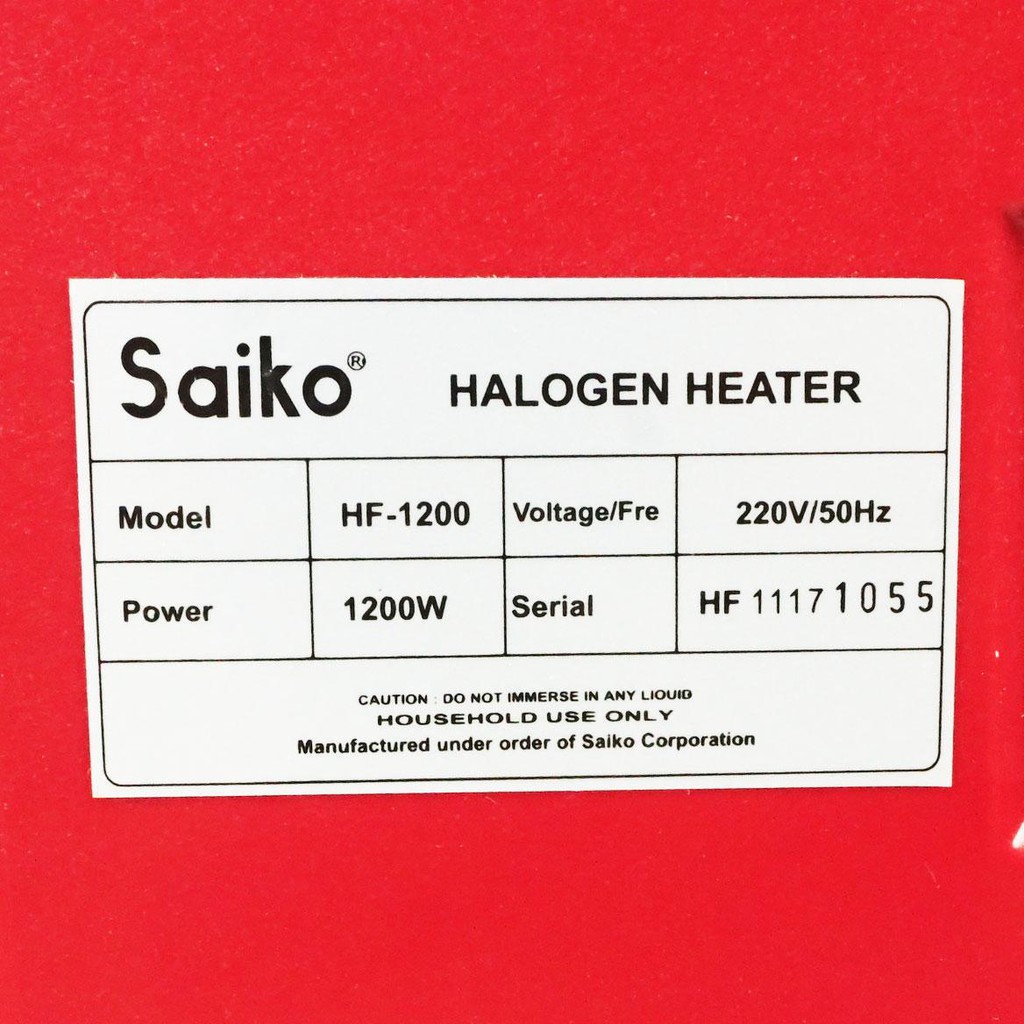 Saiko® HALOGEN HEATER
Model HF-1200 Voltage/Fre 220V/50Hz
Power 1200W Serial HF 11171055
CAUTION : DO NOT IMMERSE IN ANY LIQUID
HOUSEHOLD USE ONLY
Manufactured under order of Saiko Corporation